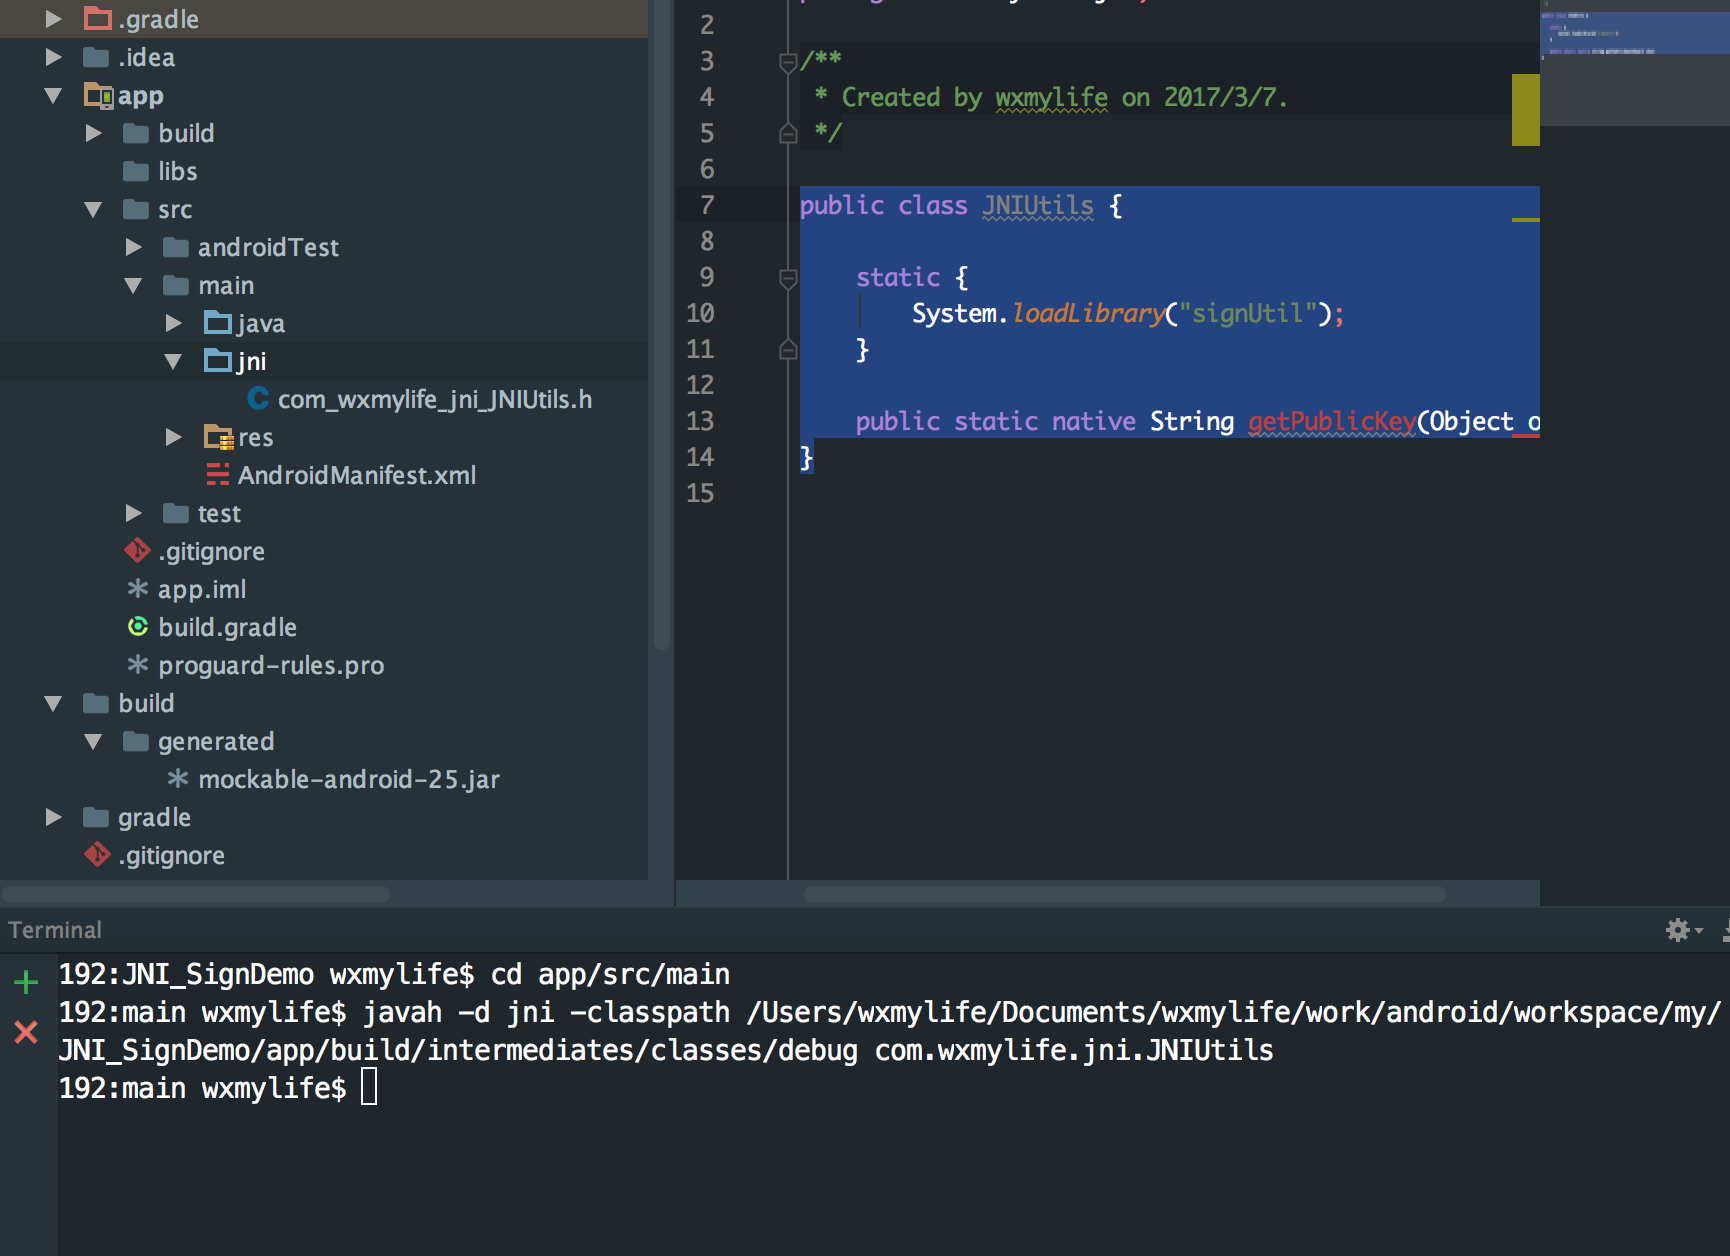 .gradle
.idea
app
build
libs
src
androidTest
main
java
jni
com_wxmylife_jni_JNIUtils.h
res
AndroidManifest.xml
test
.gitignore
app.iml
build.gradle
proguard-rules.pro
build
generated
mockable-android-25.jar
gradle
.gitignore
2
3 /**
4 * Created by wxmylife on 2017/3/7.
5 */
6
7 public class JNIUtils {
8
9 static {
10 System.loadLibrary("signUtil");
11 }
12
13 public static native String getPublicKey(Object o
14 }
15
Terminal
192:JNI_SignDemo wxmylife$ cd app/src/main
192:main wxmylife$ javah -d jni -classpath /Users/wxmylife/Documents/wxmylife/work/android/workspace/my/
JNI_SignDemo/app/build/intermediates/classes/debug com.wxmylife.jni.JNIUtils
192:main wxmylife$